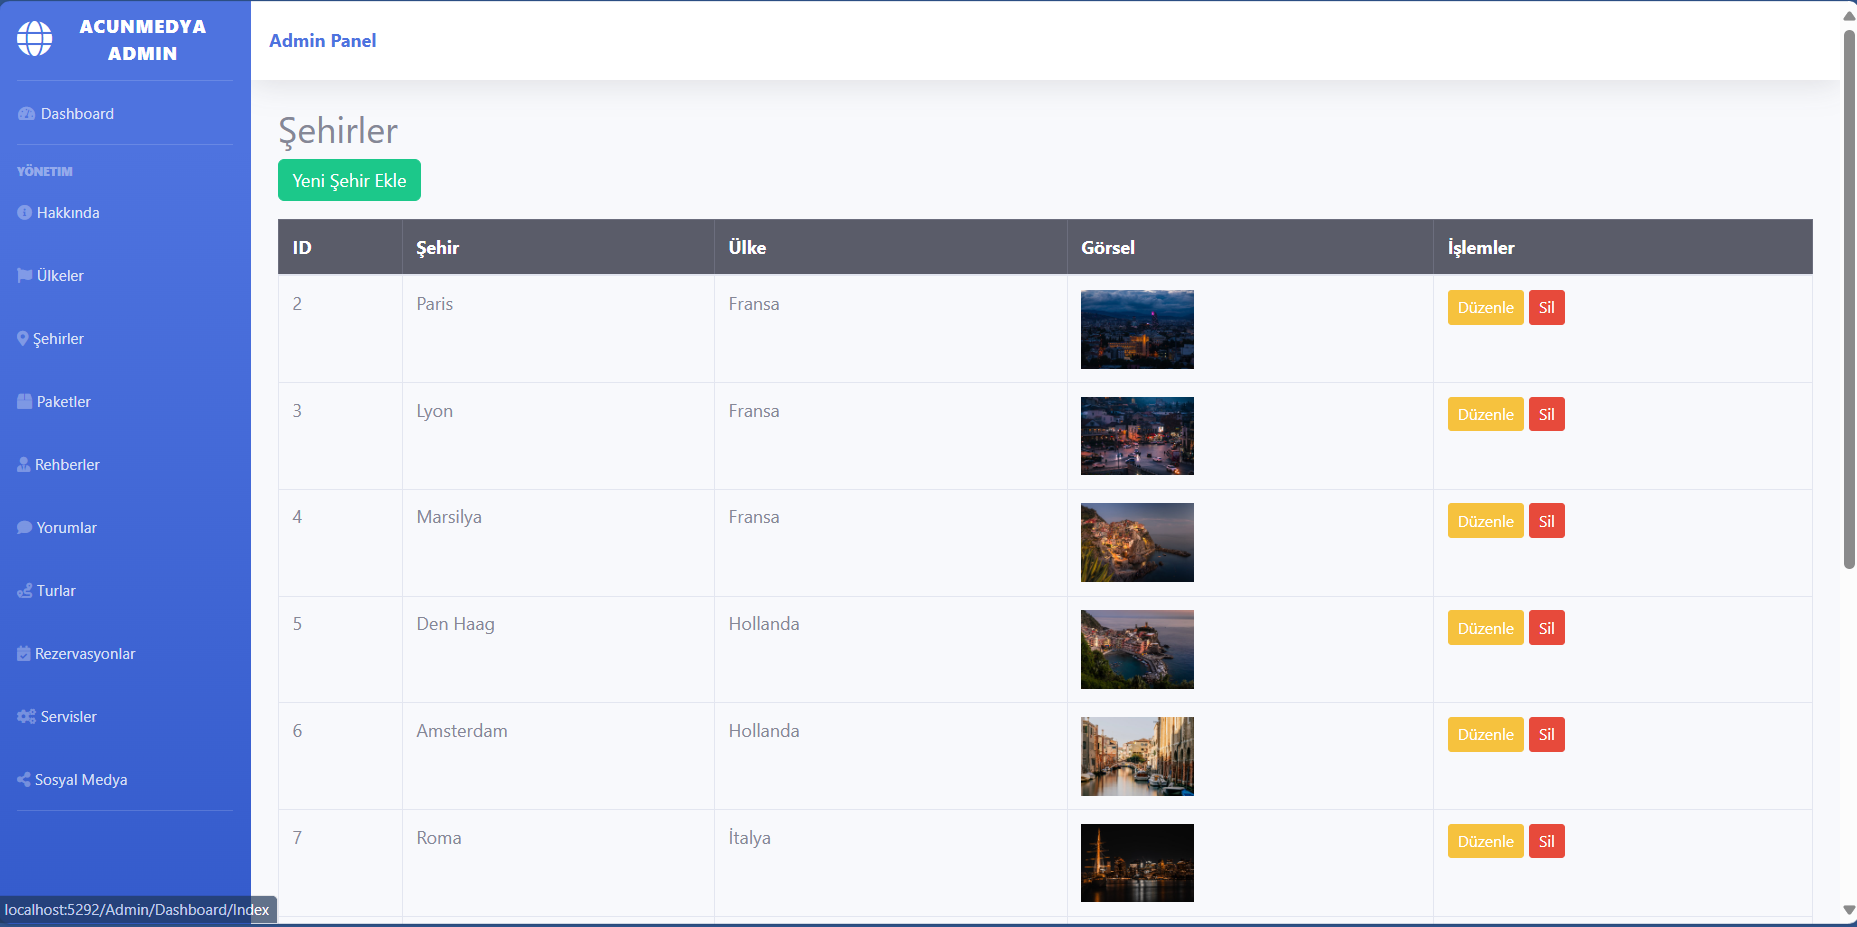 ACUNMEDYA
ADMIN
Admin Panel
Dashboard
YÖNETIM
Hakkında
Ülkeler
Şehirler
Paketler
Rehberler
Yorumlar
Turlar
Rezervasyonlar
Servisler
Sosyal Medya
Şehirler
Yeni Şehir Ekle
ID Şehir Ülke Görsel İşlemler
2 Paris Fransa Düzenle Sil
3 Lyon Fransa Düzenle Sil
4 Marsilya Fransa Düzenle Sil
5 Den Haag Hollanda Düzenle Sil
6 Amsterdam Hollanda Düzenle Sil
7 Roma İtalya Düzenle Sil
localhost:5292/Admin/Dashboard/Index